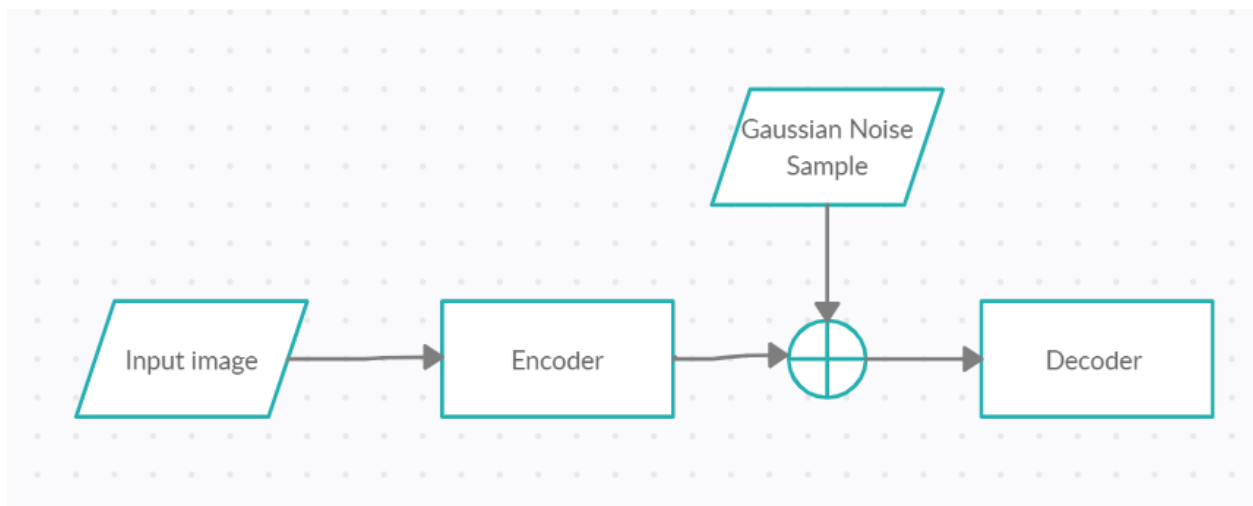 Gaussian Noise
Sample
Input image
Encoder
Decoder